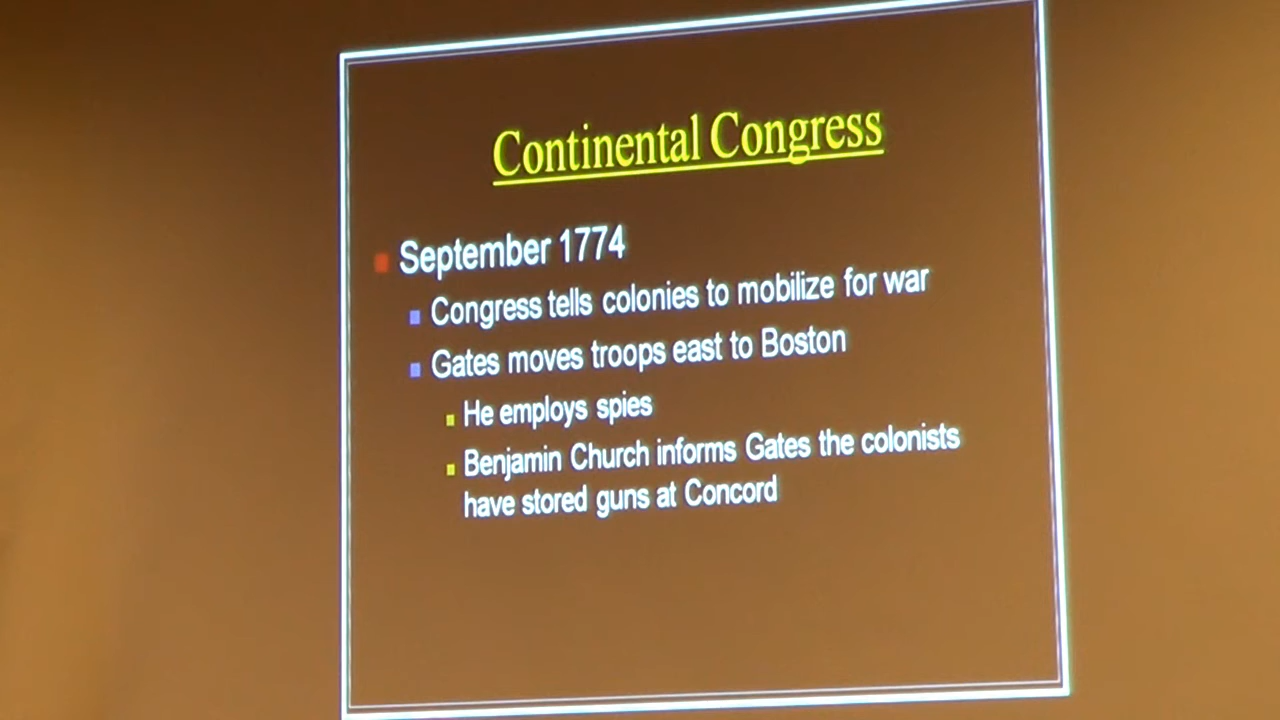 Continental Congress
September 1774
Congress tells colonies to mobilize for war
Gates moves troops east to Boston
He employs spies
Benjamin Church informs Gates the colonists
have stored guns at Concord